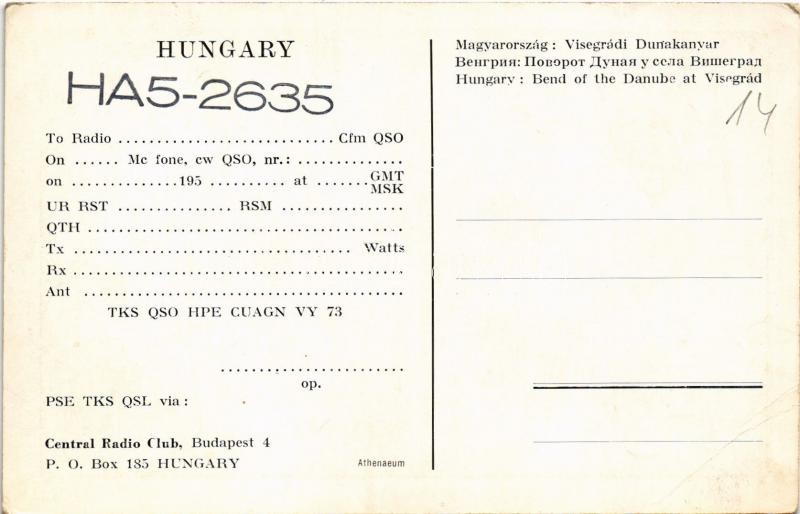 HUNGARY
HA5-2635
To Radio ............................ Cfm QSO
On ...... Mc fone, cw QSO, nr.: ..............
on ..............195 .......... at ....... GMT MSK
UR RST ............... RSM ................
QTH ..........................................
Tx .................................... Watts
Rx ............................................
Ant ..........................................
TKS QSO HPE CUAGN VY 73
........................
op.
PSE TKS QSL via :
Central Radio Club, Budapest 4
P. O. Box 185 HUNGARY
Athenaeum
Magyarország : Visegrádi Dunakanyar
Венгрия: Поворот Дуная у села Вишеград
Hungary : Bend of the Danube at Visegrád
14